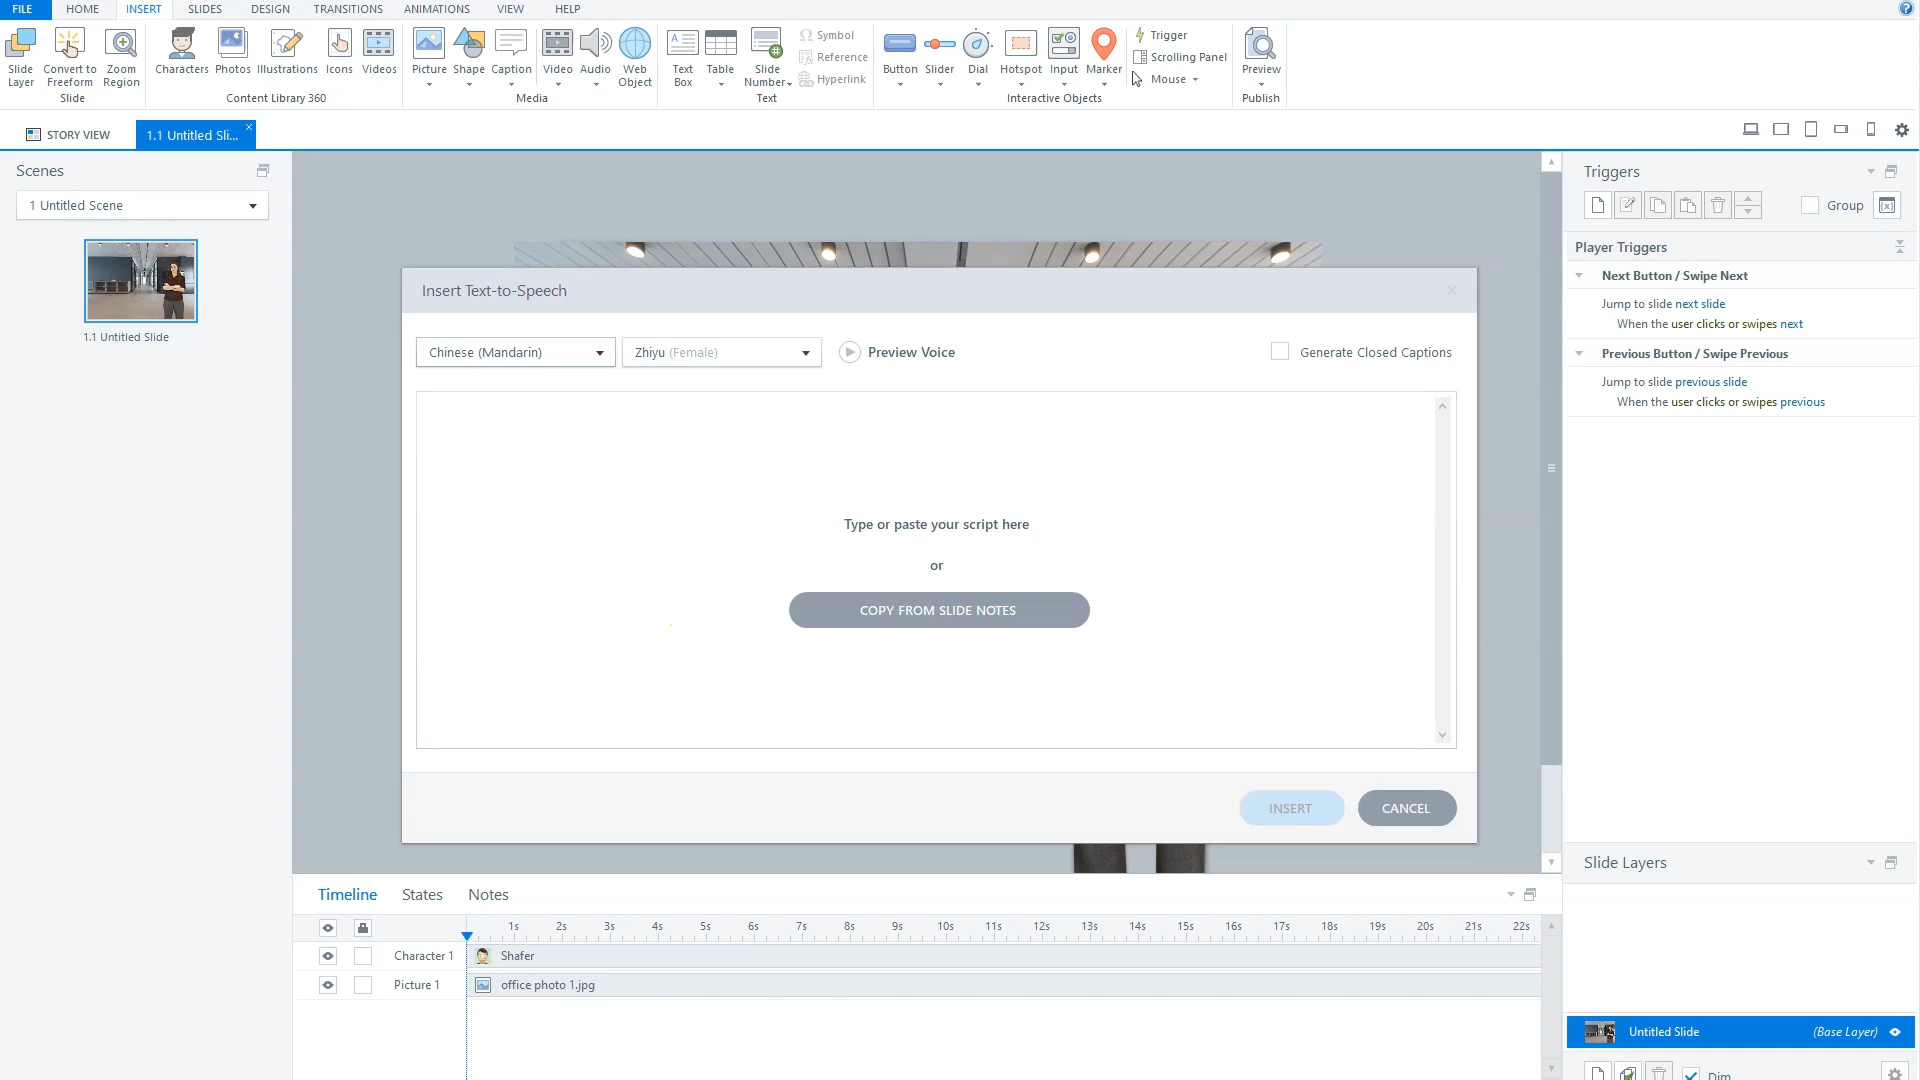 FILE
HOME
INSERT
SLIDES
DESIGN
TRANSITIONS
ANIMATIONS
VIEW
HELP
Slide Layer
Convert to Freeform
Zoom Region
Slide
Characters
Photos
Illustrations
Icons
Videos
Content Library 360
Picture
Shape
Caption
Video
Audio
Web Object
Media
Text Box
Table
Slide Number
Symbol
Reference
Hyperlink
Text
Button
Slider
Dial
Hotspot
Input
Marker
Trigger
Scrolling Panel
Mouse
Interactive Objects
Preview
Publish
STORY VIEW
1.1 Untitled Sli...
Scenes
1 Untitled Scene
1.1 Untitled Slide
Insert Text-to-Speech
Chinese (Mandarin)
Zhiyu (Female)
Preview Voice
Generate Closed Captions
Type or paste your script here
or
COPY FROM SLIDE NOTES
INSERT
CANCEL
Triggers
Group
Player Triggers
Next Button / Swipe Next
Jump to slide next slide
When the user clicks or swipes next
Previous Button / Swipe Previous
Jump to slide previous slide
When the user clicks or swipes previous
Timeline
States
Notes
1s 2s 3s 4s 5s 6s 7s 8s 9s 10s 11s 12s 13s 14s 15s 16s 17s 18s 19s 20s 21s 22s
Character 1
Shafer
Picture 1
office photo 1.jpg
Slide Layers
Untitled Slide
(Base Layer)
Dim